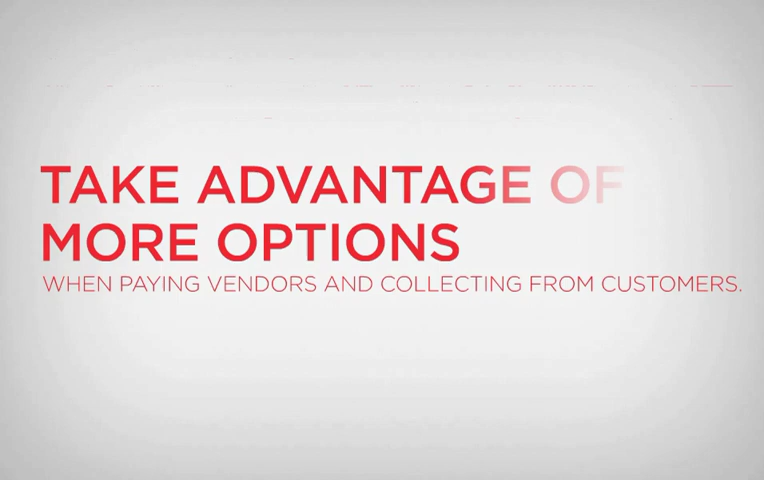 TAKE ADVANTAGE OF
MORE OPTIONS
WHEN PAYING VENDORS AND COLLECTING FROM CUSTOMERS.